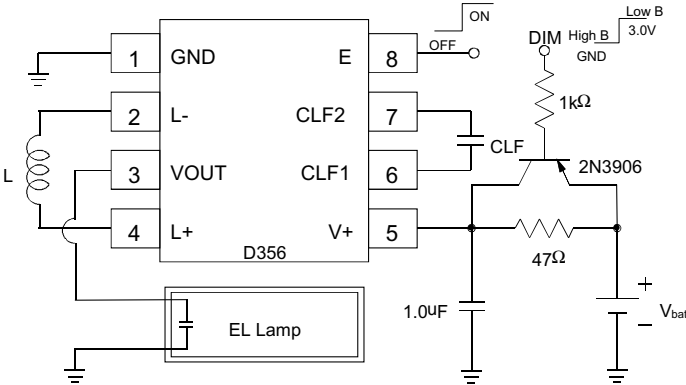 ON
OFF
DIM
High B
Low B
3.0V
GND
1 GND
E 8
2 L-
CLF2 7
3 VOUT
CLF1 6
4 L+
V+ 5
D356
L
CLF
1kΩ
2N3906
47Ω
1.0uF
EL Lamp
+
Vbat
−